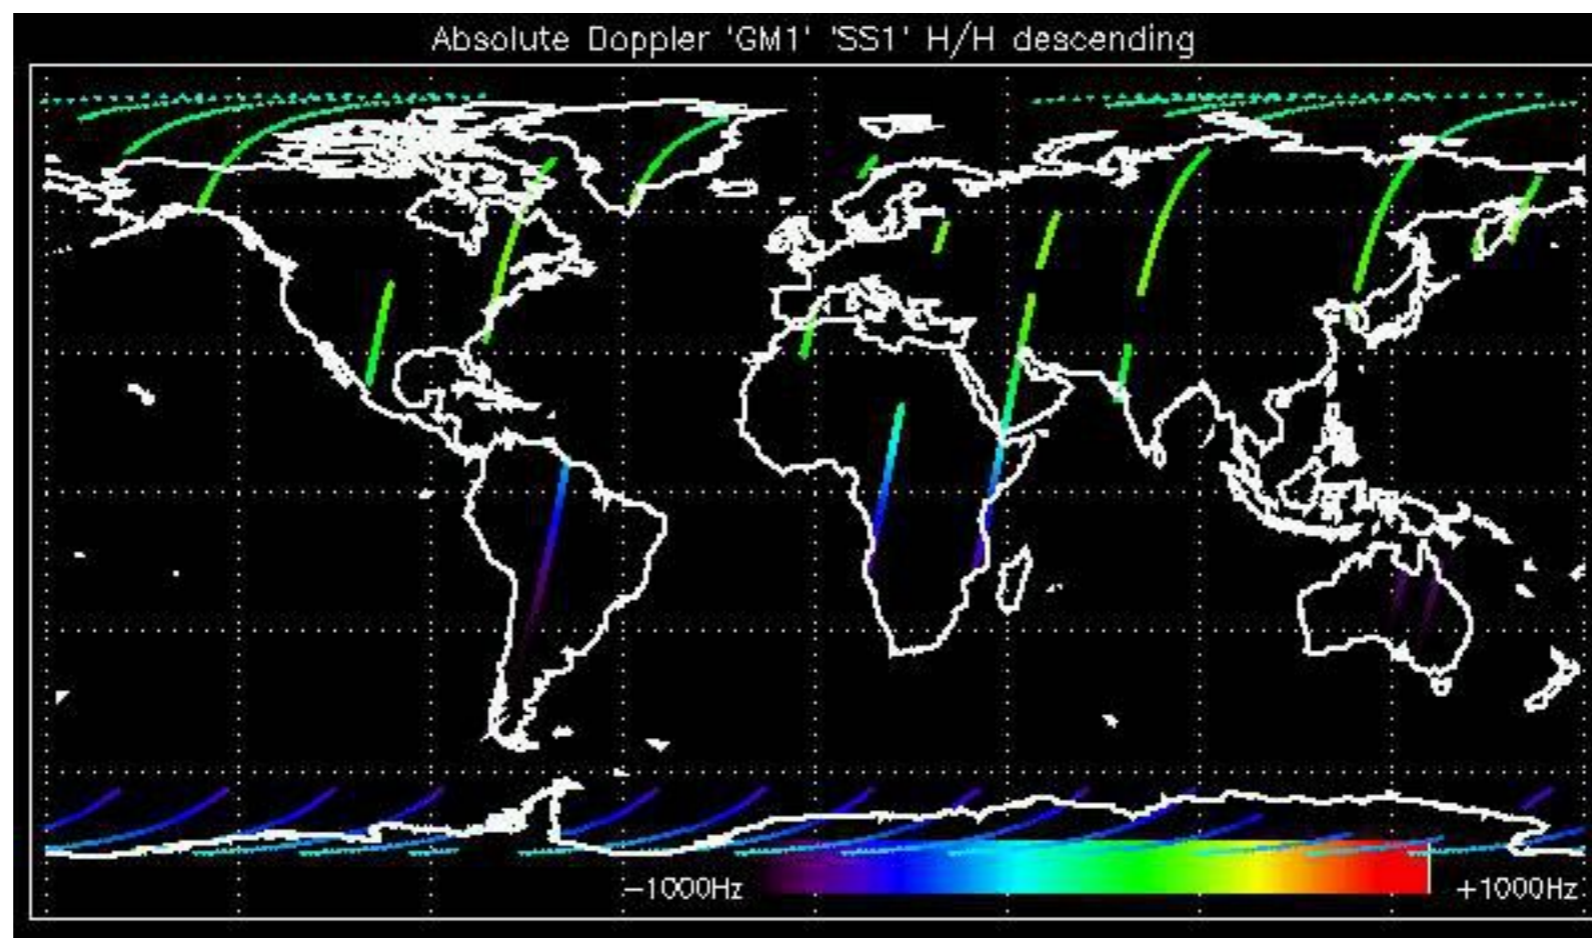 Absolute Doppler 'GM1' 'SS1' H/H descending
-1000Hz +1000Hz